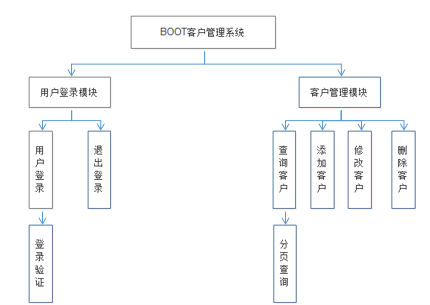 BOOT客户管理系统
用户登录模块
客户管理模块
用户登录
退出登录
查询客户
添加客户
修改客户
删除客户
登录验证
分页查询